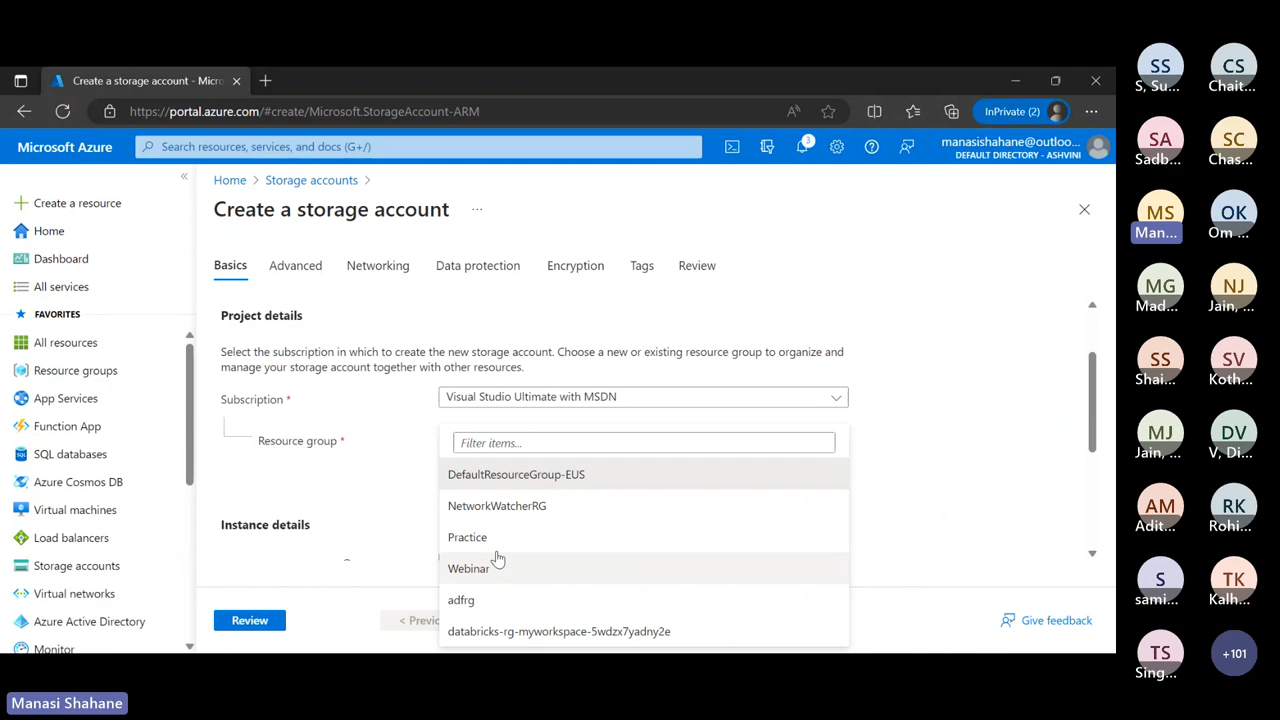 Create a storage account - Micro
https://portal.azure.com/#create/Microsoft.StorageAccount-ARM
InPrivate (2)
Microsoft Azure
Search resources, services, and docs (G+/)
3
manasishahane@outloo...
DEFAULT DIRECTORY - ASHVINI
Create a resource
Home
Dashboard
All services
FAVORITES
All resources
Resource groups
App Services
Function App
SQL databases
Azure Cosmos DB
Virtual machines
Load balancers
Storage accounts
Virtual networks
Azure Active Directory
Monitor
Home > Storage accounts >
Create a storage account ...
Basics Advanced Networking Data protection Encryption Tags Review
Project details
Select the subscription in which to create the new storage account. Choose a new or existing resource group to organize and
manage your storage account together with other resources.
Subscription *
Visual Studio Ultimate with MSDN
Resource group *
Filter items...
DefaultResourceGroup-EUS
NetworkWatcherRG
Practice
Webinar
adfrg
databricks-rg-myworkspace-5wdzx7yadny2e
Instance details
Review
< Previo
Give feedback
SS
S, Su...
CS
Chait...
SA
Sadb...
SC
Chas...
MS
Man...
OK
Om ...
MG
Mad...
NJ
Jain, ...
SS
Shai...
SV
Koth...
MJ
Jain, ...
DV
V, Di...
AM
Adit...
RK
Rohi...
S
sami...
TK
Kalh...
TS
Sing...
+101
Manasi Shahane